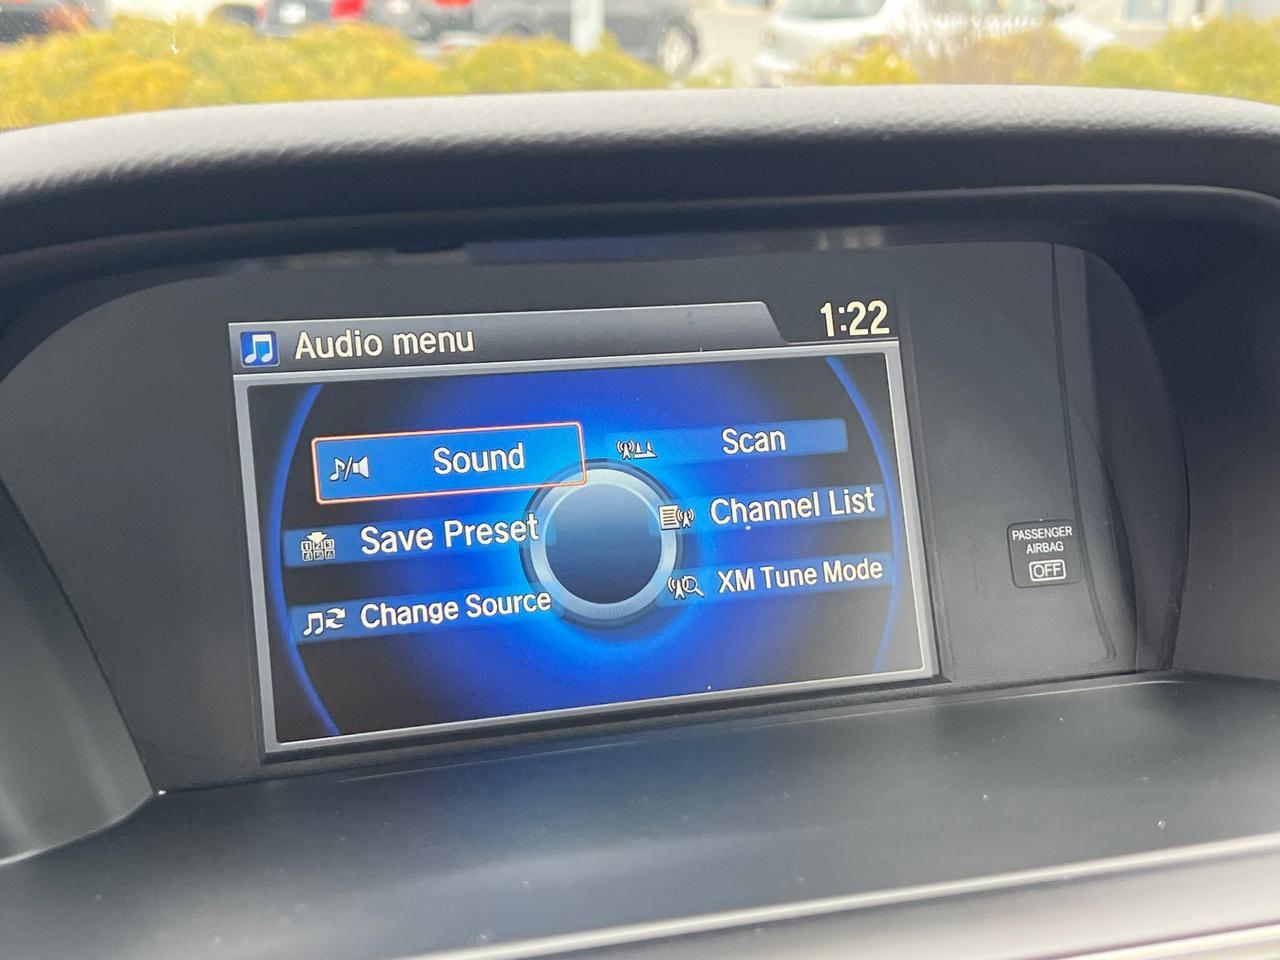 Audio menu
1:22
Sound
Scan
Save Preset
Channel List
Change Source
XM Tune Mode
PASSENGER
AIRBAG
OFF